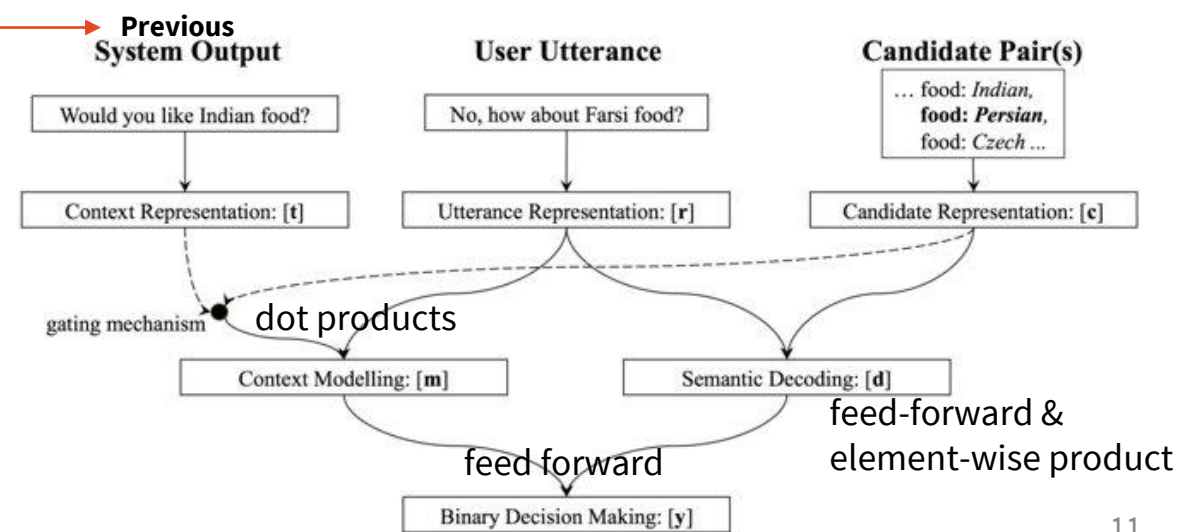 Previous
System Output
User Utterance
Candidate Pair(s)
Would you like Indian food?
No, how about Farsi food?
… food: Indian,
food: Persian,
food: Czech ...
Context Representation: [t]
Utterance Representation: [r]
Candidate Representation: [c]
gating mechanism
dot products
Context Modelling: [m]
Semantic Decoding: [d]
feed-forward &
element-wise product
feed forward
Binary Decision Making: [y]
11